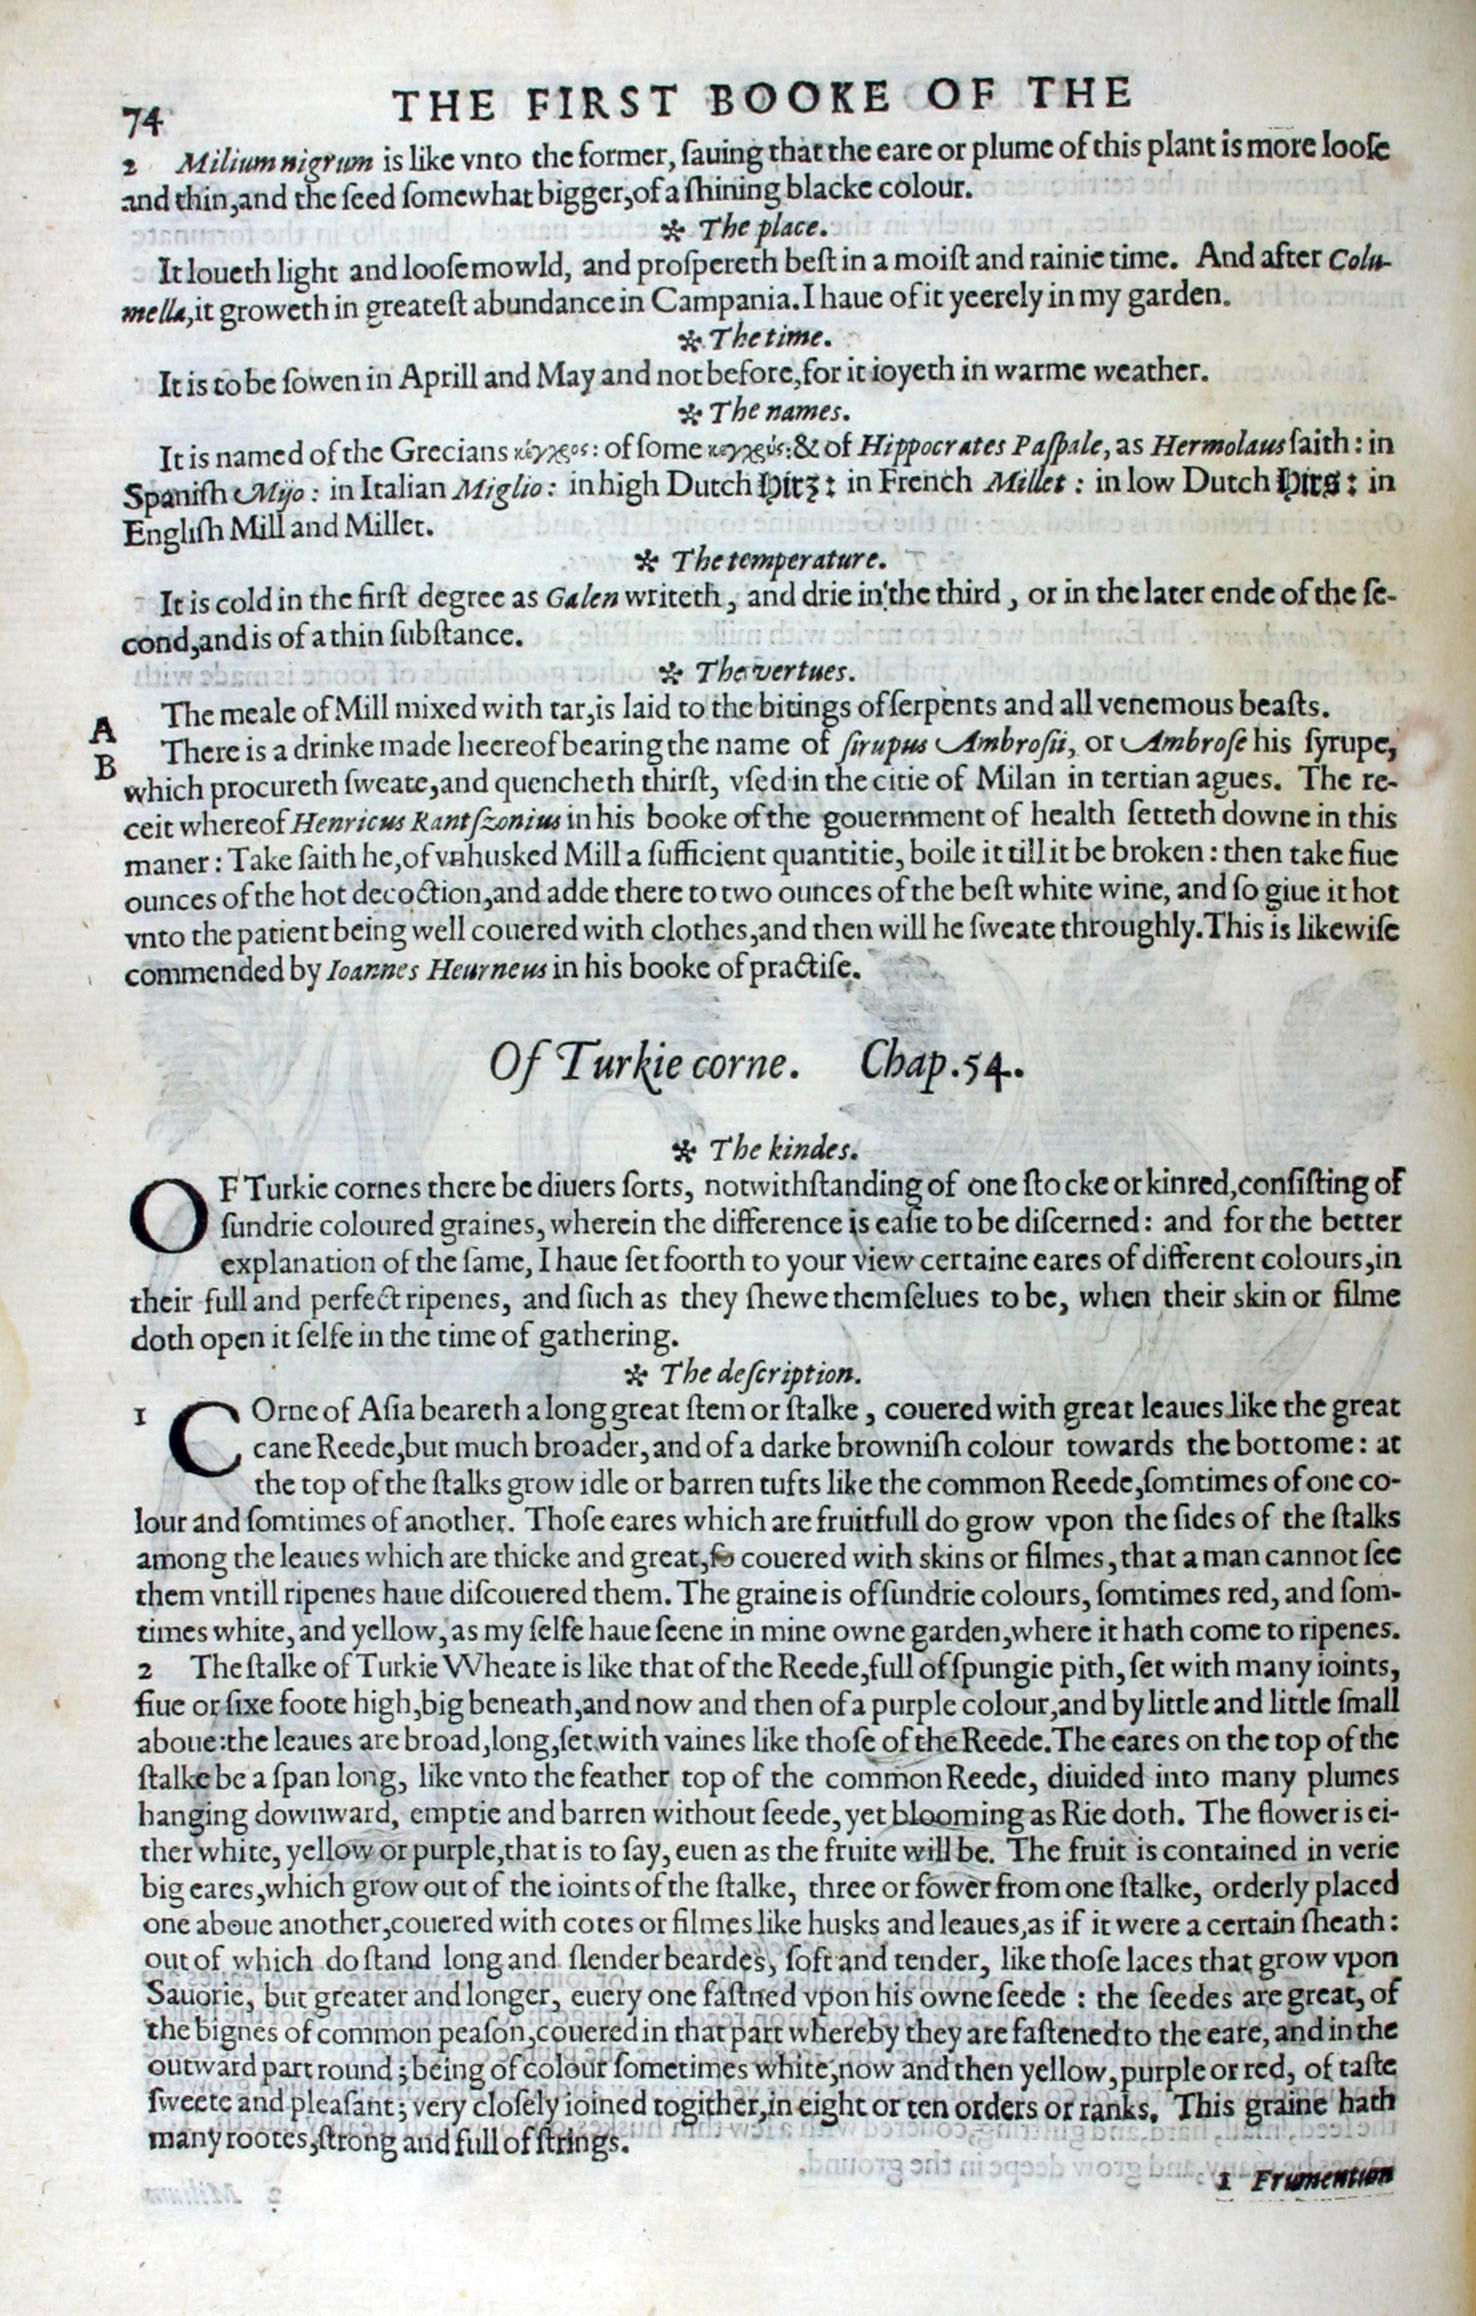 74 THE FIRST BOOKE OF THE
2 Milium nigrum is like vnto the former, ſauing that the eare or plume of this plant is more looſe
and thin, and the ſeed ſomewhat bigger, of a ſhining blacke colour.
✻ The place.
It loueth light and looſe mowld, and proſpereth beſt in a moiſt and rainie time. And after Colu-
mella, it groweth in greateſt abundance in Campania. I haue of it yeerely in my garden.
✻ The time.
It is to be ſowen in Aprill and May and not before, for it ioyeth in warme weather.
✻ The names.
It is named of the Grecians κέγχρος: of ſome κεγχρὺς: & of Hippocrates Paſpale, as Hermolaus ſaith: in
Spaniſh Mijo: in Italian Miglio: in high Dutch Hirz: in French Millet: in low Dutch Hirs: in
Engliſh Mill and Millet.
✻ The temperature.
It is cold in the firſt degree as Galen writeth, and drie in the third, or in the later ende of the ſe-
cond, and is of a thin ſubſtance.
✻ The vertues.
A The meale of Mill mixed with tar, is laid to the bitings of ſerpents and all venemous beaſts.
B There is a drinke made heereof bearing the name of ſirupus Ambroſii, or Ambroſe his ſyrupe,
which procureth ſweate, and quencheth thirſt, vſed in the citie of Milan in tertian agues. The re-
ceit whereof Henricus Rantſzonius in his booke of the gouernment of health ſetteth downe in this
maner: Take ſaith he, of vnhusked Mill a ſufficient quantitie, boile it till it be broken: then take fiue
ounces of the hot decoction, and adde there to two ounces of the beſt white wine, and ſo giue it hot
vnto the patient being well couered with clothes, and then will he ſweate throughly. This is likewiſe
commended by Ioannes Heurneus in his booke of practiſe.
Of Turkie corne. Chap. 54.
✻ The kindes.
OF Turkie cornes there be diuers ſorts, notwithſtanding of one ſtocke or kinred, conſiſting of
ſundrie coloured graines, wherein the difference is eaſie to be diſcerned: and for the better
explanation of the ſame, I haue ſet foorth to your view certaine eares of different colours, in
their full and perfect ripenes, and ſuch as they ſhewe themſelues to be, when their skin or filme
doth open it ſelfe in the time of gathering.
✻ The deſcription.
1 COrne of Aſia beareth a long great ſtem or ſtalke, couered with great leaues like the great
cane Reede, but much broader, and of a darke browniſh colour towards the bottome: at
the top of the ſtalks grow idle or barren tufts like the common Reede, ſomtimes of one co-
lour and ſomtimes of another. Thoſe eares which are fruitfull do grow vpon the ſides of the ſtalks
among the leaues which are thicke and great, ſo couered with skins or filmes, that a man cannot ſee
them vntill ripenes haue diſcouered them. The graine is of ſundrie colours, ſomtimes red, and ſom-
times white, and yellow, as my ſelfe haue ſeene in mine owne garden, where it hath come to ripenes.
2 The ſtalke of Turkie Wheate is like that of the Reede, full of ſpungie pith, ſet with many ioints,
fiue or ſixe foote high, big beneath, and now and then of a purple colour, and by little and little ſmall
aboue: the leaues are broad, long, ſet with vaines like thoſe of the Reede. The eares on the top of the
ſtalke be a ſpan long, like vnto the feather top of the common Reede, diuided into many plumes
hanging downward, emptie and barren without ſeede, yet blooming as Rie doth. The flower is ei-
ther white, yellow or purple, that is to ſay, euen as the fruite will be. The fruit is contained in verie
big eares, which grow out of the ioints of the ſtalke, three or fower from one ſtalke, orderly placed
one aboue another, couered with cotes or filmes like husks and leaues, as if it were a certain ſheath:
out of which do ſtand long and ſlender beardes, ſoft and tender, like thoſe laces that grow vpon
Sauorie, but greater and longer, euery one faſtned vpon his owne ſeede: the ſeedes are great, of
the bignes of common peaſon, couered in that part whereby they are faſtened to the eare, and in the
outward part round; being of colour ſometimes white, now and then yellow, purple or red, of taſte
ſweete and pleaſant; very cloſely ioined togither, in eight or ten orders or ranks. This graine hath
many rootes, ſtrong and full of ſtrings.
1 Frumentum